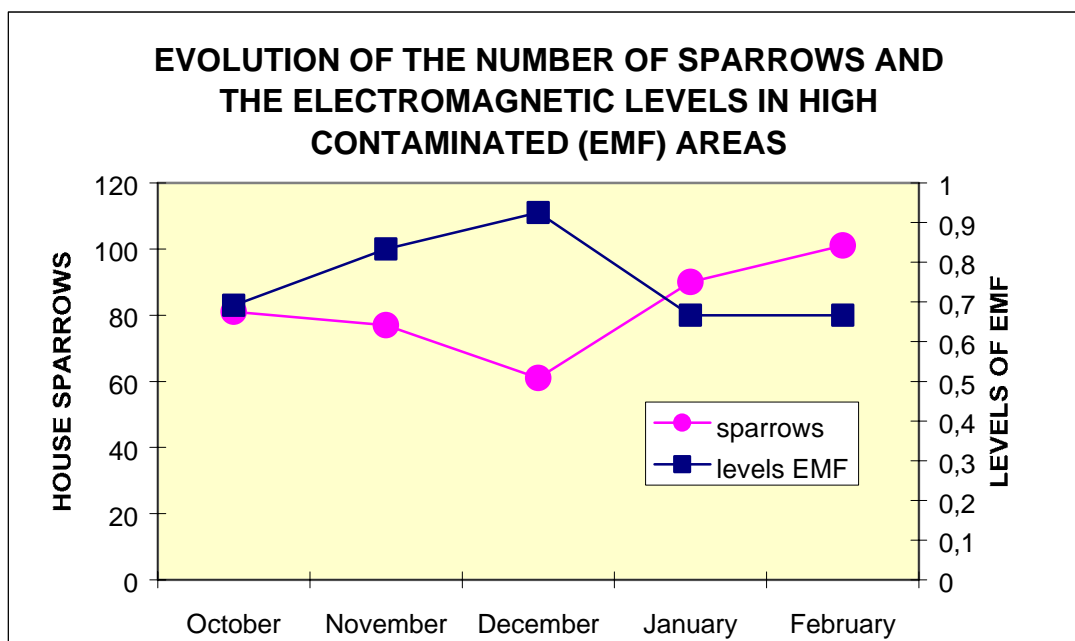 EVOLUTION OF THE NUMBER OF SPARROWS AND
THE ELECTROMAGNETIC LEVELS IN HIGH
CONTAMINATED (EMF) AREAS
HOUSE SPARROWS
120
100
80
60
40
20
0
1
0,9
0,8
0,7
0,6
0,5
0,4
0,3
0,2
0,1
0
LEVELS OF EMF
sparrows
levels EMF
October November December January February